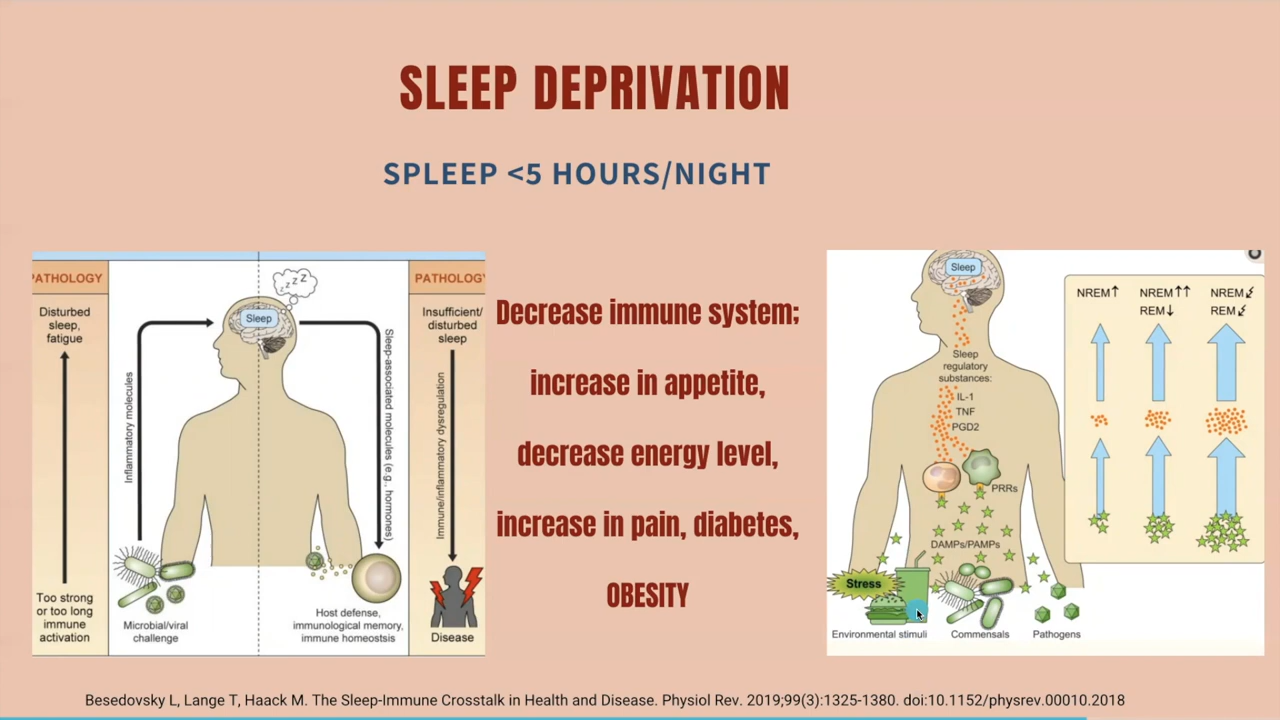 SLEEP DEPRIVATION
SPLEEP <5 HOURS/NIGHT
PATHOLOGY
Disturbed
sleep,
fatigue
Too strong
or too long
immune
activation
Inflammatory molecules
Microbial/viral
challenge
zzzz
Sleep
Sleep-associated molecules (e.g., hormones)
Host defense,
immunological memory,
immune homeostsis
PATHOLOGY
Insufficient/
disturbed
sleep
Immune/inflammatory dysregulation
Disease
Decrease immune system;
increase in appetite,
decrease energy level,
increase in pain, diabetes,
OBESITY
Sleep
Sleep
regulatory
substances:
IL-1
TNF
PGD2
PRRs
DAMPs/PAMPs
Stress
Environmental stimuli
Commensals
Pathogens
NREM↑
NREM↑↑
REM↓
NREM
REM
Besedovsky L, Lange T, Haack M. The Sleep-Immune Crosstalk in Health and Disease. Physiol Rev. 2019;99(3):1325-1380. doi:10.1152/physrev.00010.2018